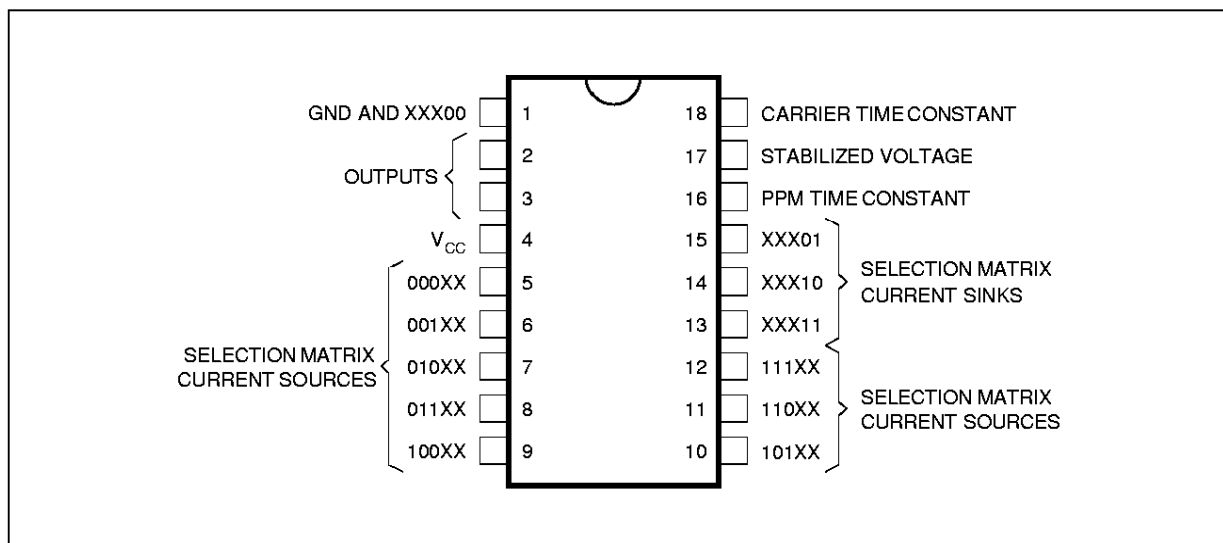 GND AND XXX00 1 18 CARRIER TIME CONSTANT
2 17 STABILIZED VOLTAGE
OUTPUTS
3 16 PPM TIME CONSTANT
VCC 4 15 XXX01
000XX 5 14 XXX10
SELECTION MATRIX
CURRENT SINKS
001XX 6 13 XXX11
SELECTION MATRIX
CURRENT SOURCES
010XX 7 12 111XX
011XX 8 11 110XX
SELECTION MATRIX
CURRENT SOURCES
100XX 9 10 101XX